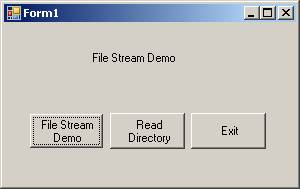 Form1
File Stream Demo
File Stream
Demo
Read
Directory
Exit